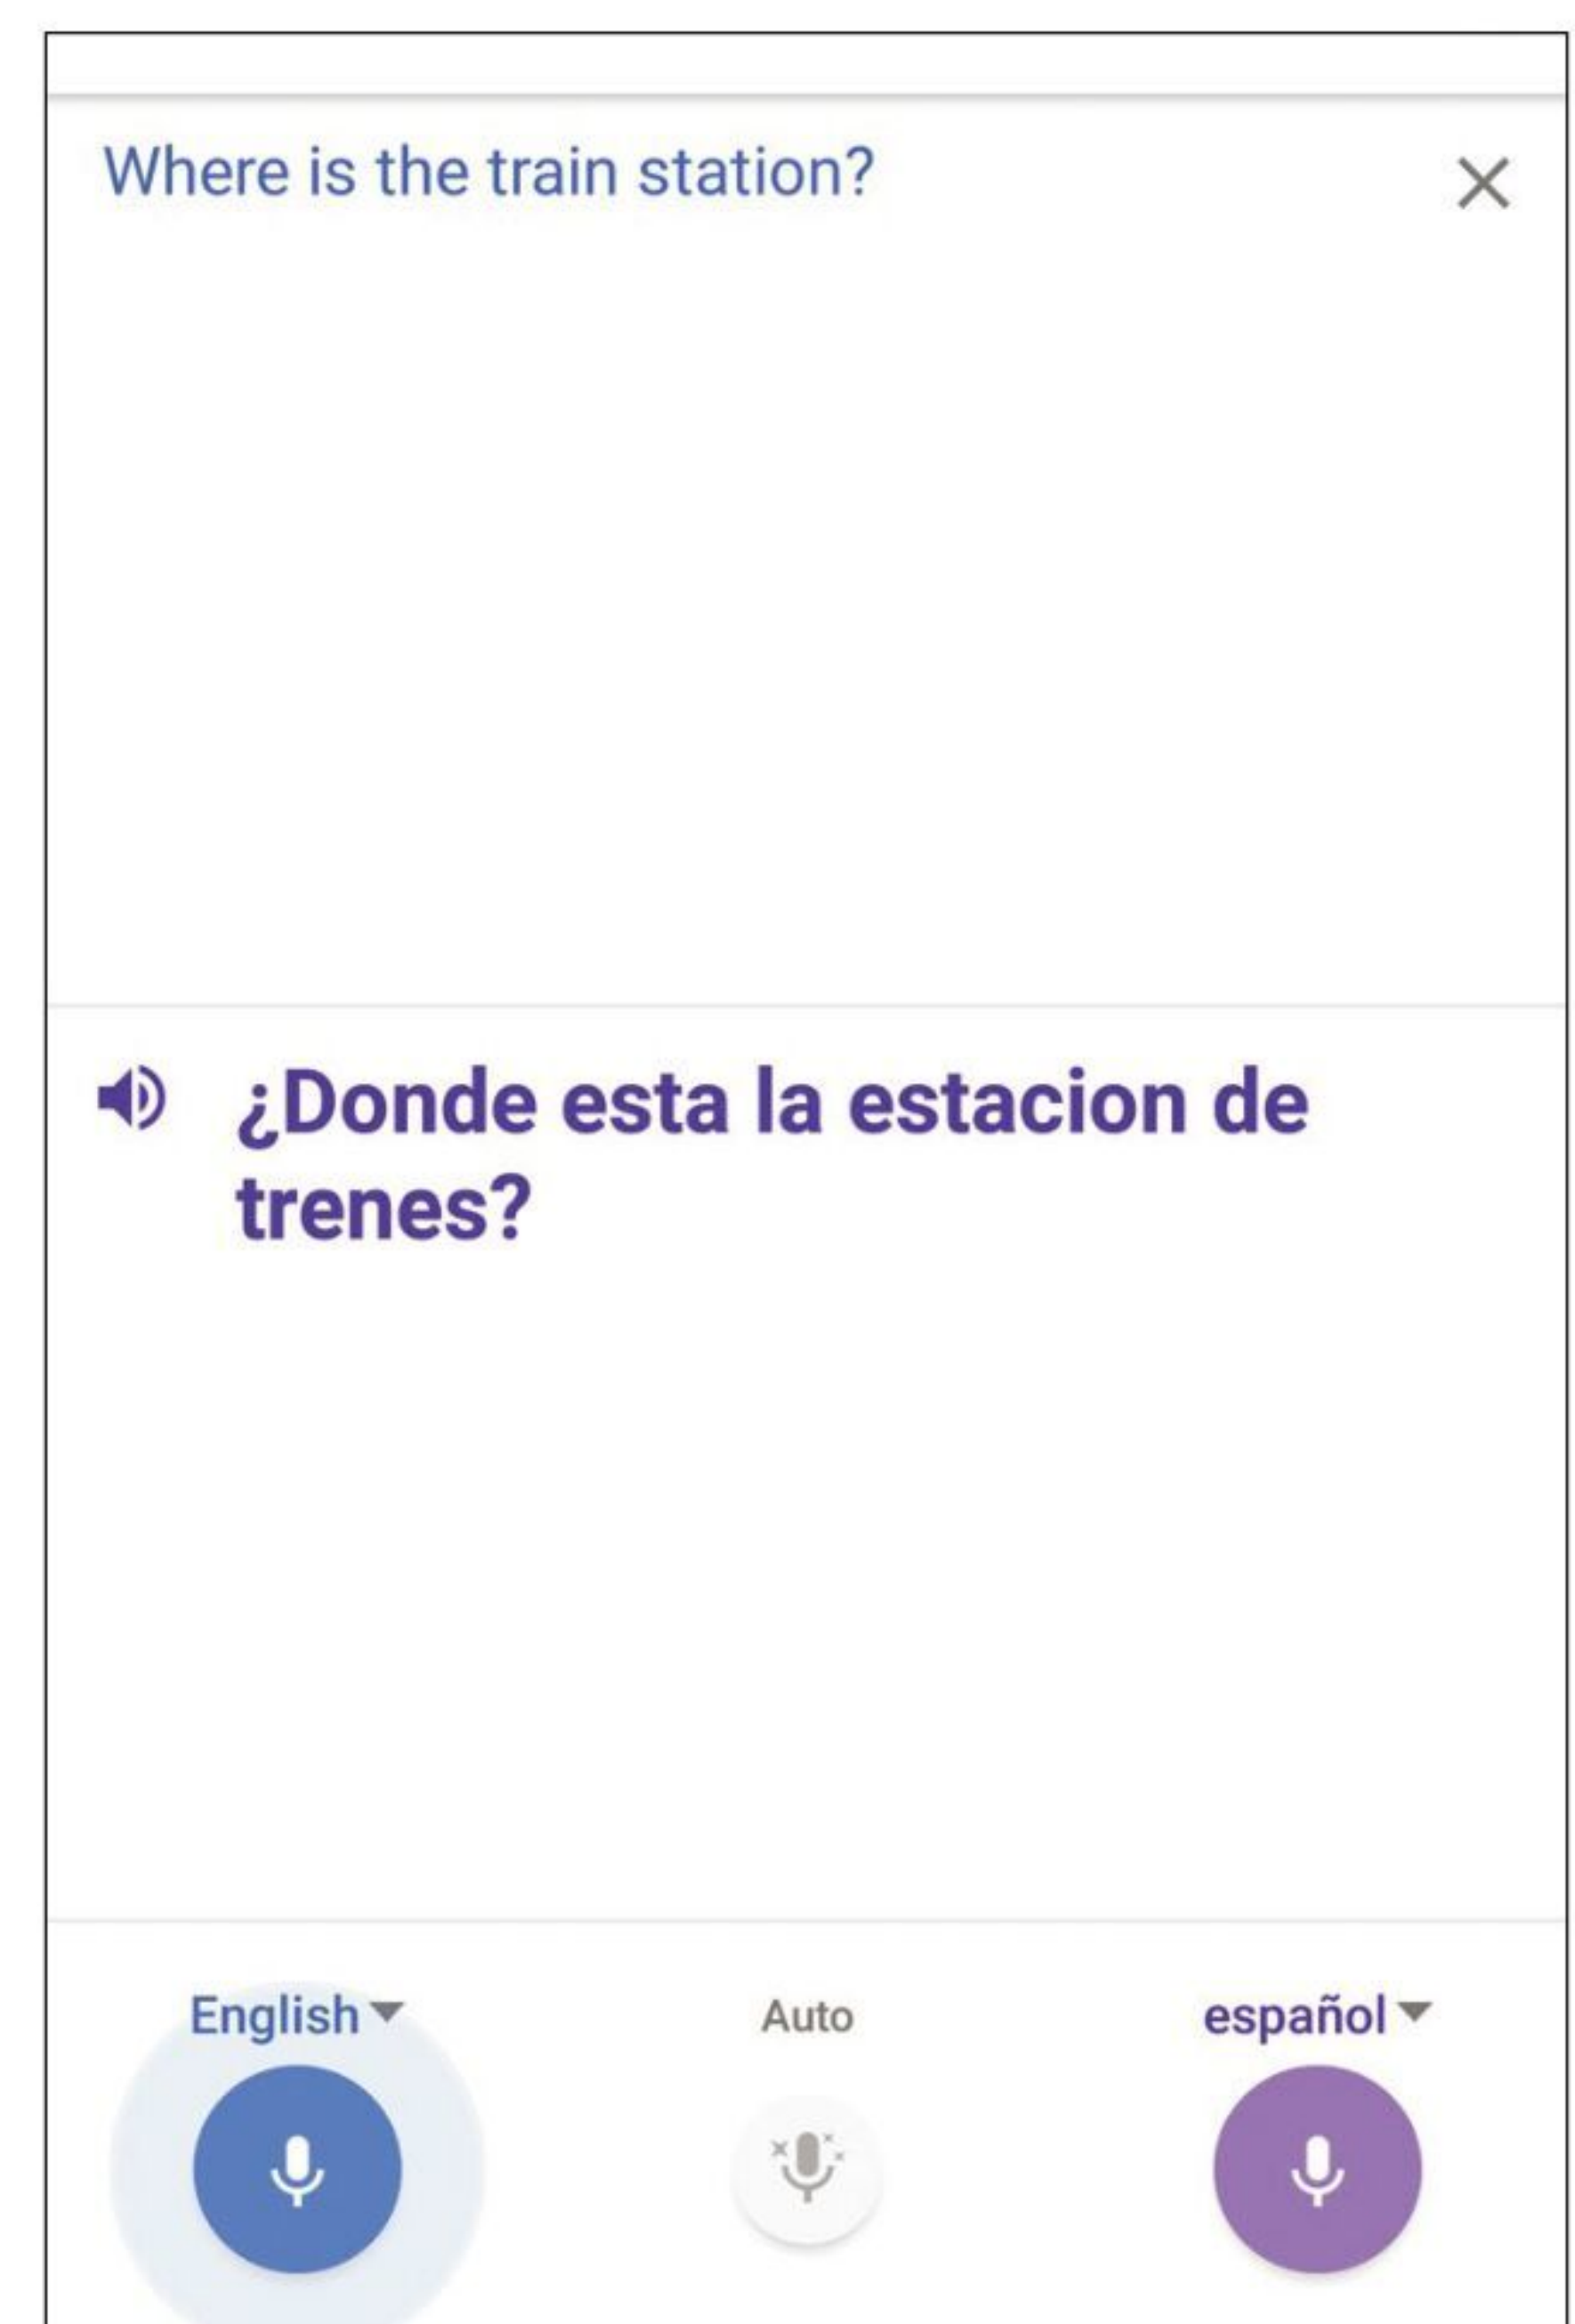 Where is the train station?
¿Donde esta la estacion de
trenes?
English
Auto
español